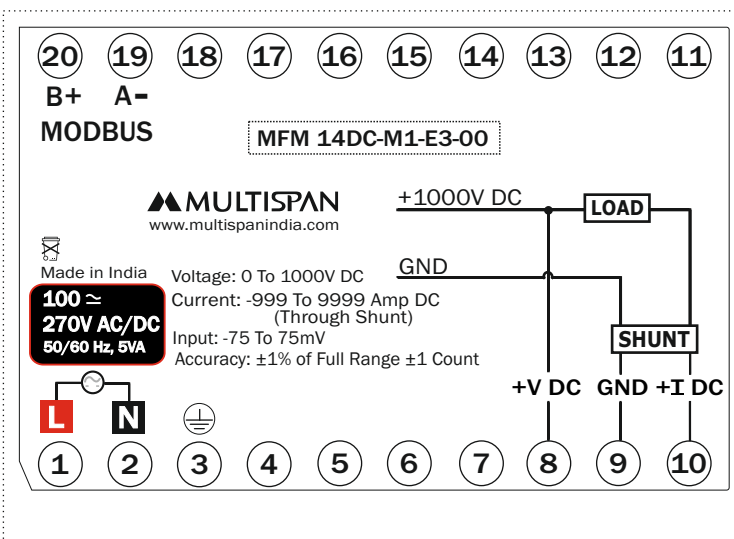 20 19 18 17 16 15 14 13 12 11
B+ A-
MODBUS
MFM 14DC-M1-E3-00
MULTISPAN
www.multispanindia.com
+1000V DC
LOAD
GND
Made in India
100 ≃
270V AC/DC
50/60 Hz, 5VA
Voltage: 0 To 1000V DC
Current: -999 To 9999 Amp DC
(Through Shunt)
Input: -75 To 75mV
Accuracy: ±1% of Full Range ±1 Count
SHUNT
+V DC GND +I DC
L N
1 2 3 4 5 6 7 8 9 10